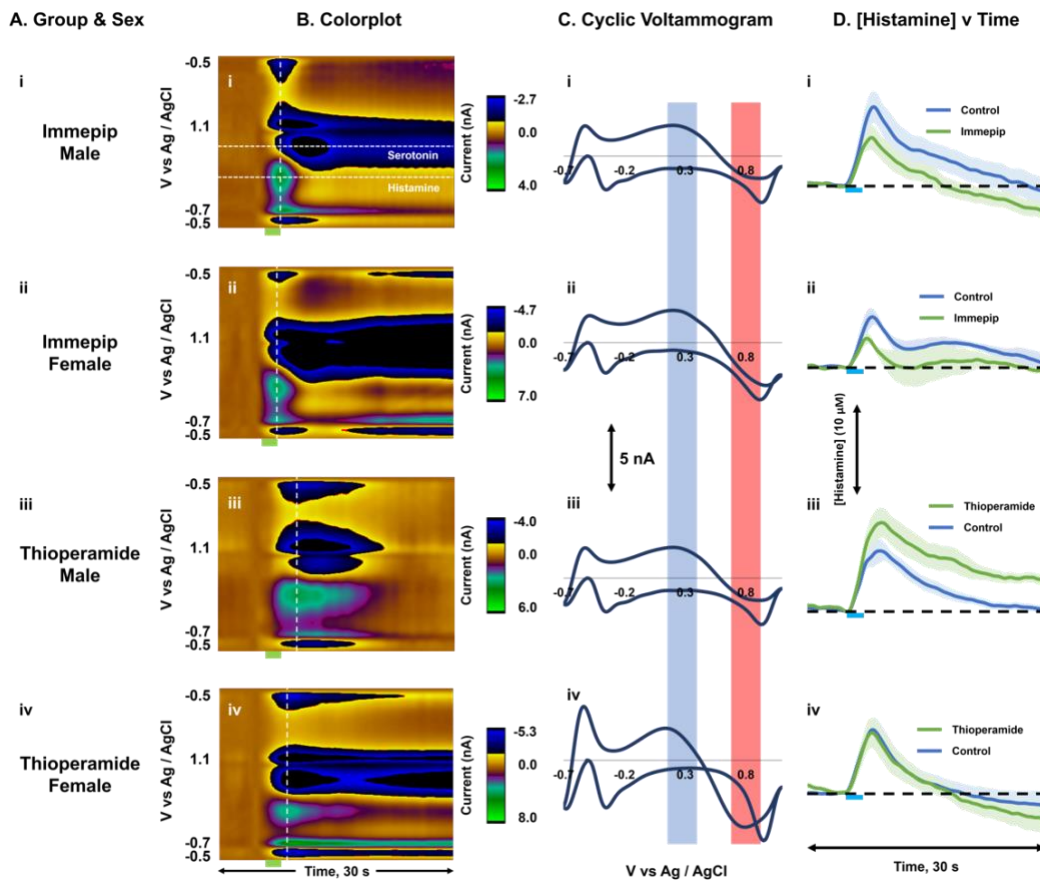 A. Group & Sex
B. Colorplot
C. Cyclic Voltammogram
D. [Histamine] v Time
i
Immepip
Male
V vs Ag / AgCl
-0.5
1.1
-0.7
-0.5
i
Serotonin
Histamine
Current (nA)
-2.7
0.0
4.0
i
-0.7
-0.2
0.3
0.8
i
Control
Immepip
ii
Immepip
Female
V vs Ag / AgCl
-0.5
1.1
-0.7
-0.5
ii
Current (nA)
-4.7
0.0
7.0
ii
-0.7
-0.2
0.3
0.8
5 nA
ii
Control
Immepip
[Histamine] (10 µM)
iii
Thioperamide
Male
V vs Ag / AgCl
-0.5
1.1
-0.7
-0.5
iii
Current (nA)
-4.0
0.0
6.0
iii
-0.7
-0.2
0.3
0.8
iii
Thioperamide
Control
iv
Thioperamide
Female
V vs Ag / AgCl
-0.5
1.1
-0.7
-0.5
iv
Current (nA)
-5.3
0.0
8.0
iv
-0.7
-0.2
0.3
0.8
iv
Thioperamide
Control
Time, 30 s
V vs Ag / AgCl
Time, 30 s